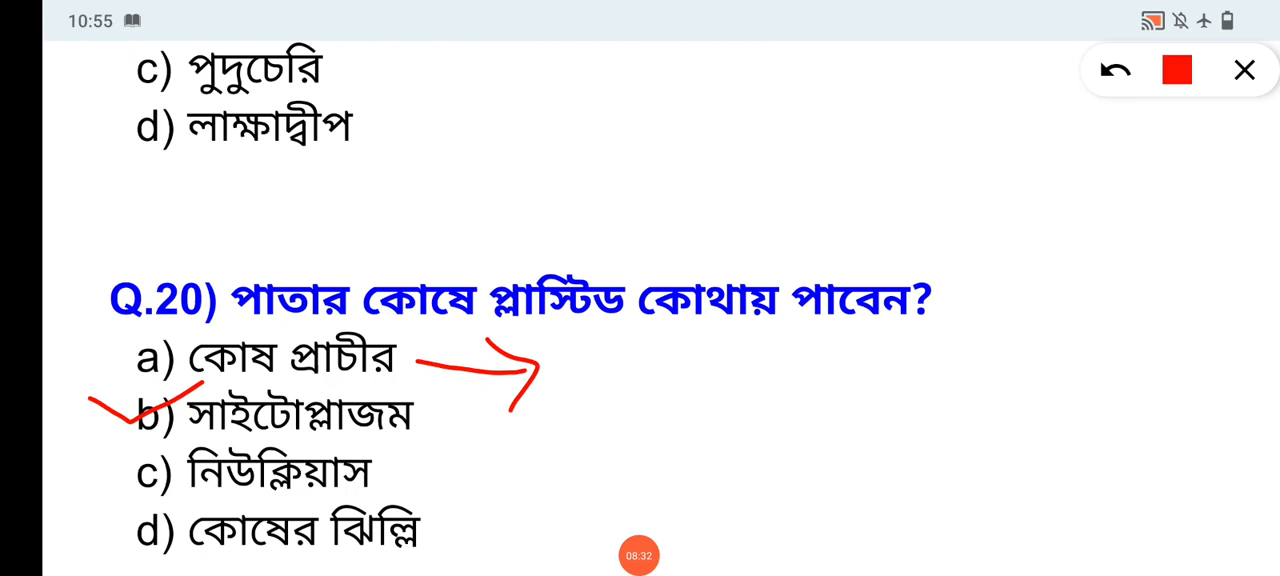 10:55
c) পুদুচেরি
d) লাক্ষাদ্বীপ
Q.20) পাতার কোষে প্লাস্টিড কোথায় পাবেন?
a) কোষ প্রাচীর
b) সাইটোপ্লাজম
c) নিউক্লিয়াস
d) কোষের ঝিল্লি
08:32